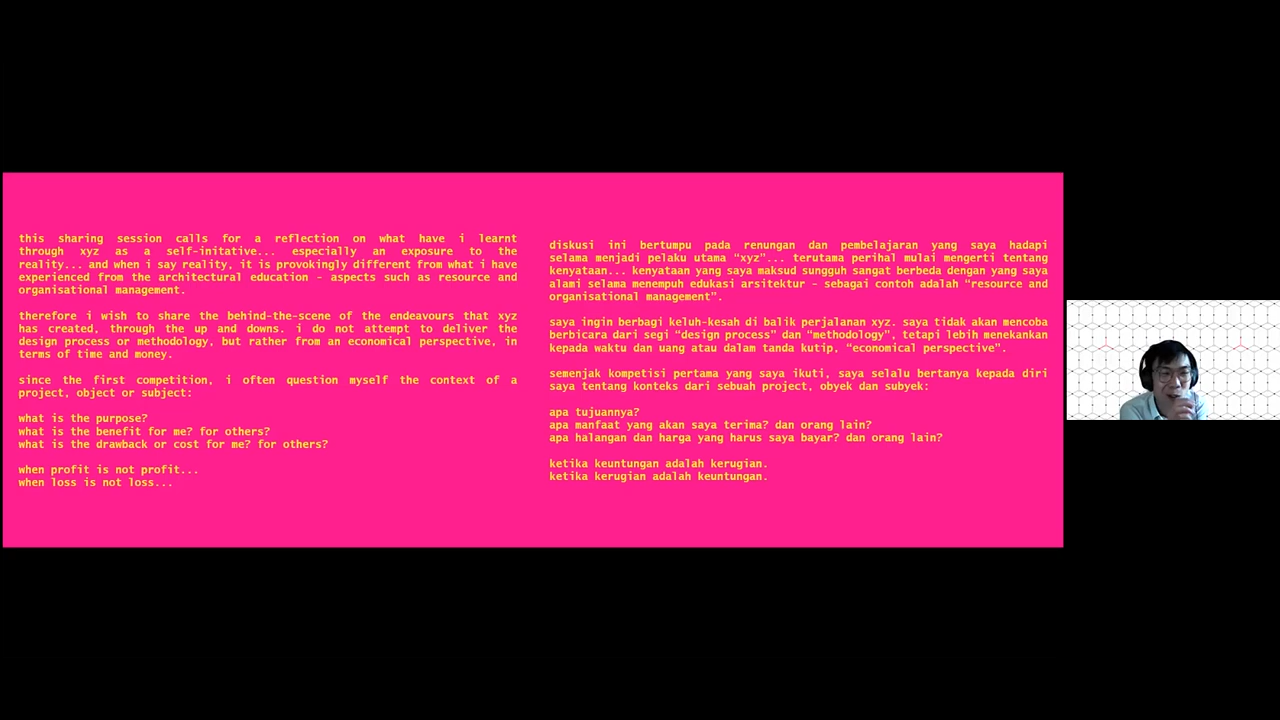 this sharing session calls for a reflection on what have i learnt
through xyz as a self-initative... especially an exposure to the
reality... and when i say reality, it is provokingly different from what i have
experienced from the architectural education - aspects such as resource and
organisational management.
therefore i wish to share the behind-the-scene of the endeavours that xyz
has created, through the up and downs. i do not attempt to deliver the
design process or methodology, but rather from an economical perspective, in
terms of time and money.
since the first competition, i often question myself the context of a
project, object or subject:
what is the purpose?
what is the benefit for me? for others?
what is the drawback or cost for me? for others?
when profit is not profit...
when loss is not loss...
diskusi ini bertumpu pada renungan dan pembelajaran yang saya hadapi
selama menjadi pelaku utama “xyz”... terutama perihal mulai mengerti tentang
kenyataan... kenyataan yang saya maksud sungguh sangat berbeda dengan yang saya
alami selama menempuh edukasi arsitektur - sebagai contoh adalah “resource and
organisational management”.
saya ingin berbagi keluh-kesah di balik perjalanan xyz. saya tidak akan mencoba
berbicara dari segi “design process” dan “methodology”, tetapi lebih menekankan
kepada waktu dan uang atau dalam tanda kutip, “economical perspective”.
semenjak kompetisi pertama yang saya ikuti, saya selalu bertanya kepada diri
saya tentang konteks dari sebuah project, obyek dan subyek:
apa tujuannya?
apa manfaat yang akan saya terima? dan orang lain?
apa halangan dan harga yang harus saya bayar? dan orang lain?
ketika keuntungan adalah kerugian.
ketika kerugian adalah keuntungan.